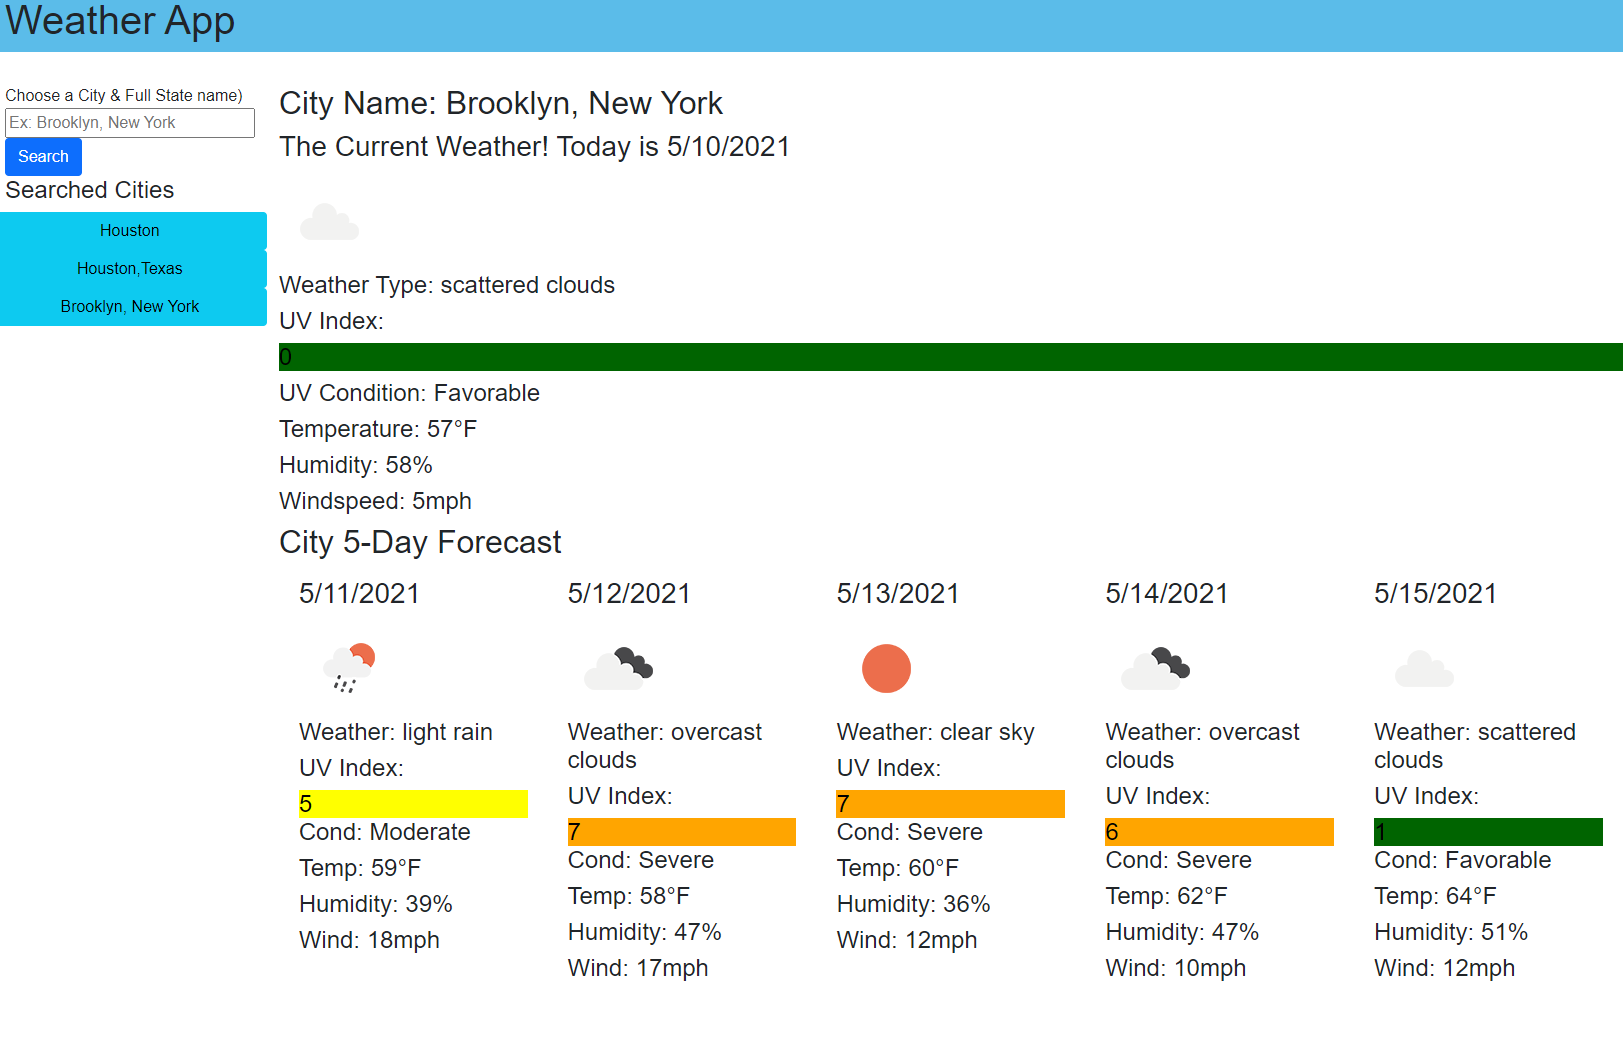 Weather App
Choose a City & Full State name)
Ex: Brooklyn, New York
Search
Searched Cities
Houston
Houston,Texas
Brooklyn, New York
City Name: Brooklyn, New York
The Current Weather! Today is 5/10/2021
Weather Type: scattered clouds
UV Index:
0
UV Condition: Favorable
Temperature: 57°F
Humidity: 58%
Windspeed: 5mph
City 5-Day Forecast
5/11/2021
Weather: light rain
UV Index:
5
Cond: Moderate
Temp: 59°F
Humidity: 39%
Wind: 18mph
5/12/2021
Weather: overcast
clouds
UV Index:
7
Cond: Severe
Temp: 58°F
Humidity: 47%
Wind: 17mph
5/13/2021
Weather: clear sky
UV Index:
7
Cond: Severe
Temp: 60°F
Humidity: 36%
Wind: 12mph
5/14/2021
Weather: overcast
clouds
UV Index:
6
Cond: Severe
Temp: 62°F
Humidity: 47%
Wind: 10mph
5/15/2021
Weather: scattered
clouds
UV Index:
1
Cond: Favorable
Temp: 64°F
Humidity: 51%
Wind: 12mph